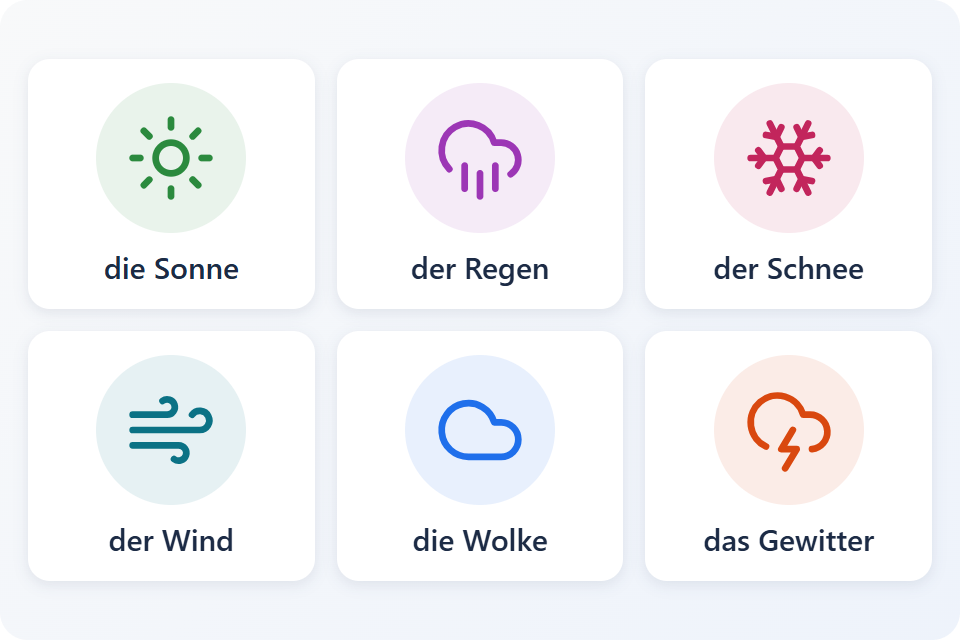 die Sonne
der Regen
der Schnee
der Wind
die Wolke
das Gewitter